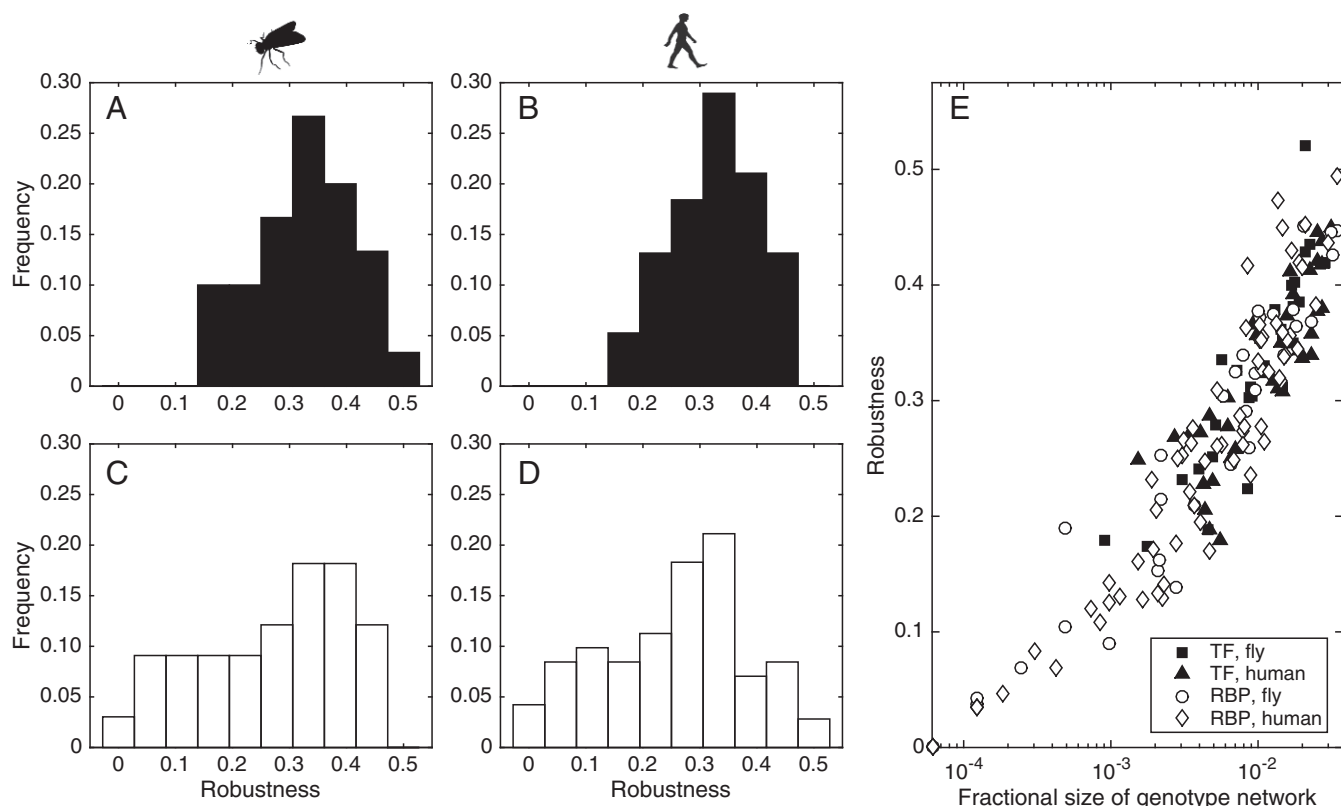 A
0.30
0.25
0.20
0.15
0.10
0.05
0
Frequency
0 0.1 0.2 0.3 0.4 0.5
B
0.30
0.25
0.20
0.15
0.10
0.05
0
0 0.1 0.2 0.3 0.4 0.5
C
0.30
0.25
0.20
0.15
0.10
0.05
0
Frequency
0 0.1 0.2 0.3 0.4 0.5
Robustness
D
0.30
0.25
0.20
0.15
0.10
0.05
0
0 0.1 0.2 0.3 0.4 0.5
Robustness
E
0.5
0.4
0.3
0.2
0.1
0
Robustness
TF, fly
TF, human
RBP, fly
RBP, human
10⁻⁴ 10⁻³ 10⁻²
Fractional size of genotype network